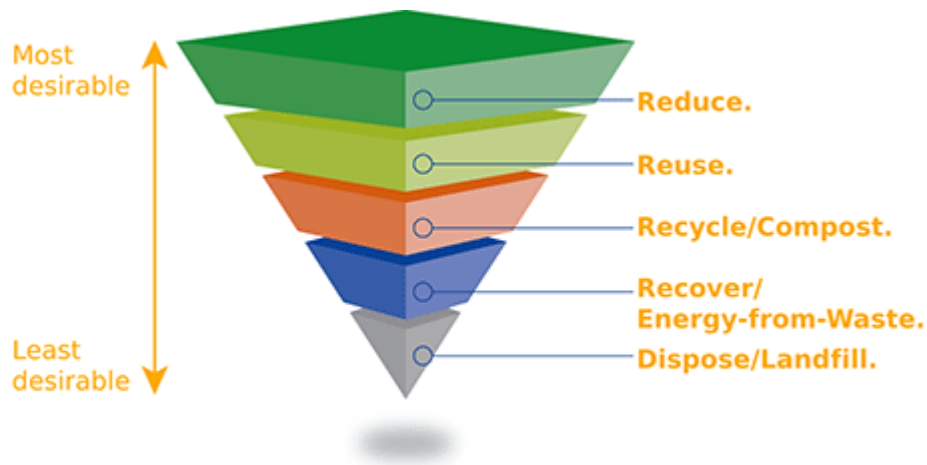 Most
desirable
Reduce.
Reuse.
Recycle/Compost.
Recover/
Energy-from-Waste.
Least
desirable
Dispose/Landfill.